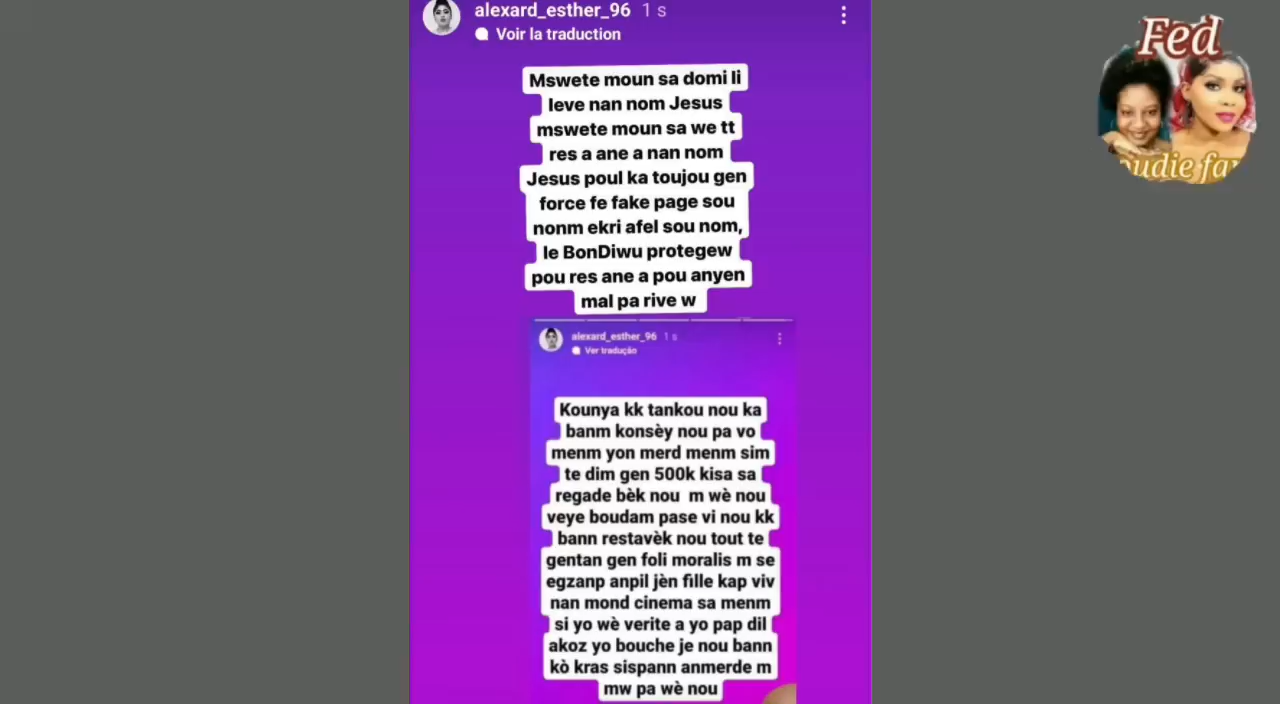 alexard_esther_96 1 s
Voir la traduction
Mswete moun sa domi li
leve nan nom Jesus
mswete moun sa we tt
res a ane a nan nom
Jesus poul ka toujou gen
force fe fake page sou
nonm ekri afel sou nom,
le BonDiwu protegew
pou res ane a pou anyen
mal pa rive w
alexard_esther_96 1 s
Ver tradução
Kounya kk tankou nou ka
banm konsèy nou pa vo
menm yon merd menm sim
te dim gen 500k kisa sa
regade bèk nou m wè nou
veye boudam pase vi nou kk
bann restavèk nou tout te
gentan gen foli moralis m se
egzanp anpil jèn fille kap viv
nan mond cinema sa menm
si yo wè verite a yo pap dil
akoz yo bouche je nou bann
kò kras sispann anmerde m
mw pa wè nou
Fed
oudie fa